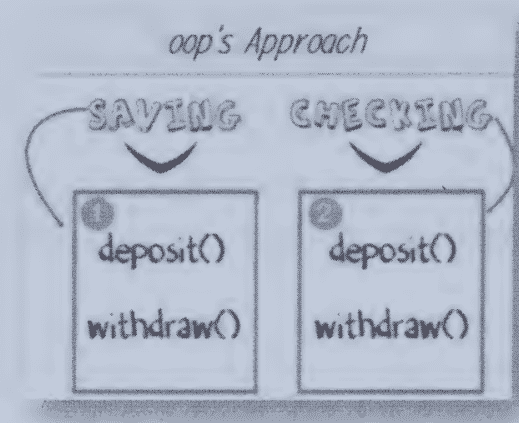 oop's Approach
SAVING CHECKING
1 2
deposit() deposit()
withdraw() withdraw()